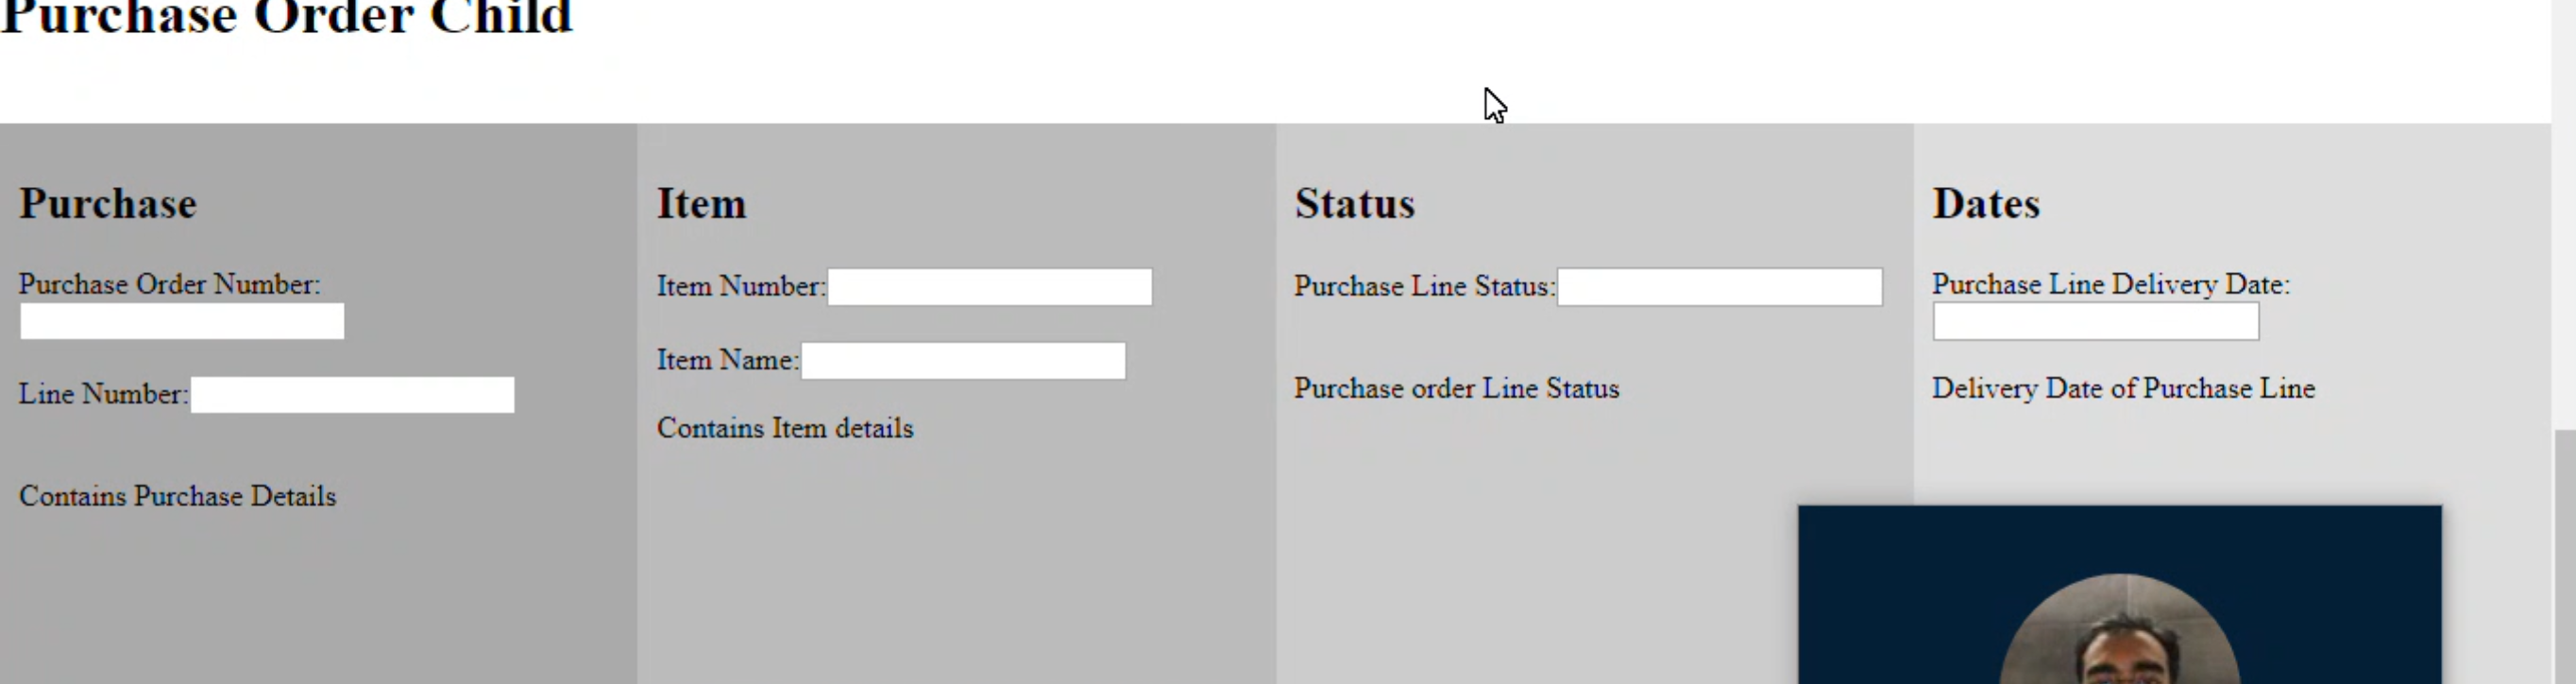 Purchase Order Child
Purchase
Purchase Order Number:
Line Number:
Contains Purchase Details
Item
Item Number:
Item Name:
Contains Item details
Status
Purchase Line Status:
Purchase order Line Status
Dates
Purchase Line Delivery Date:
Delivery Date of Purchase Line